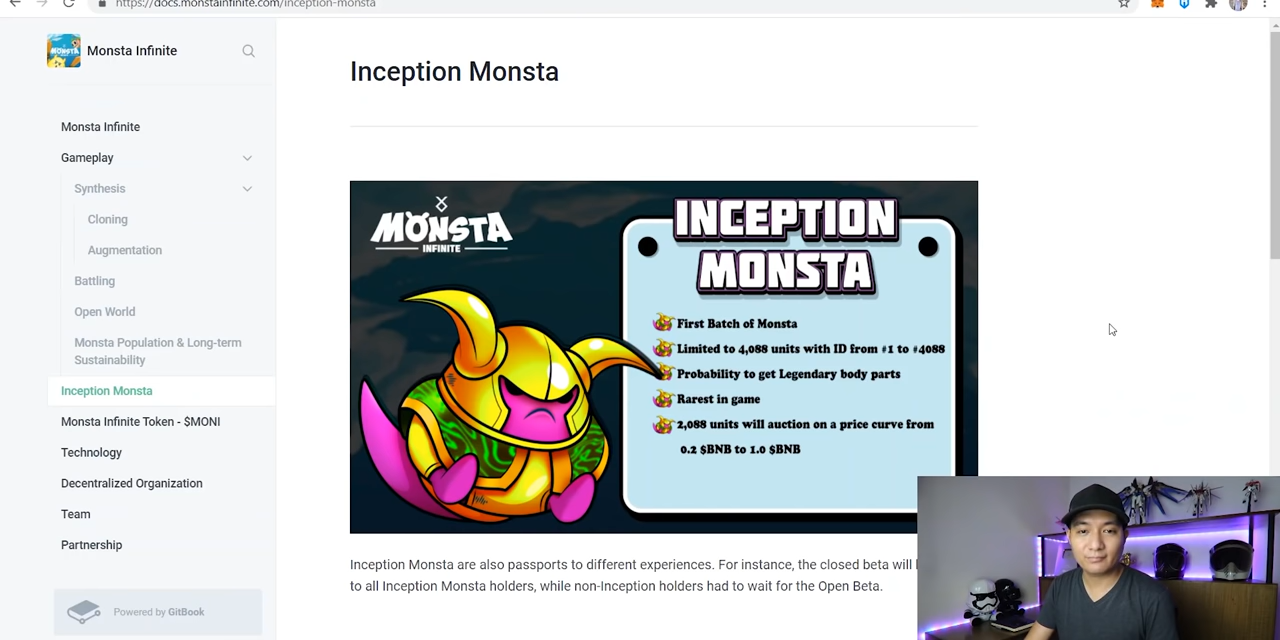 https://docs.monstainfinite.com/inception-monsta
Monsta Infinite
Inception Monsta
Monsta Infinite
Gameplay
Synthesis
Cloning
Augmentation
Battling
Open World
Monsta Population & Long-term
Sustainability
Inception Monsta
Monsta Infinite Token - $MONI
Technology
Decentralized Organization
Team
Partnership
Powered by GitBook
MONSTA
INFINITE
INCEPTION
MONSTA
First Batch of Monsta
Limited to 4,088 units with ID from #1 to #4088
Probability to get Legendary body parts
Rarest in game
2,088 units will auction on a price curve from
0.2 $BNB to 1.0 $BNB
Inception Monsta are also passports to different experiences. For instance, the closed beta will
to all Inception Monsta holders, while non-Inception holders had to wait for the Open Beta.